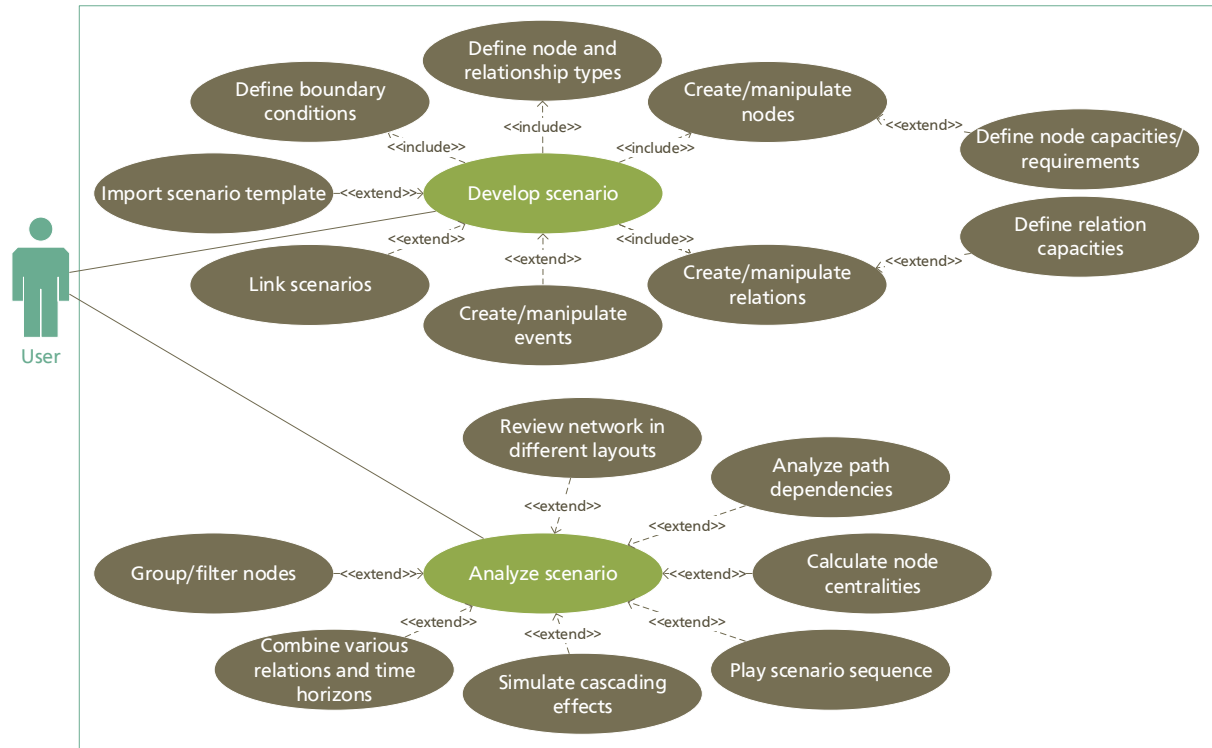 Define node and
relationship types
Define boundary
conditions
Create/manipulate
nodes
<<include>>
<<extend>>
Define node capacities/
requirements
<<include>>
<<include>>
Import scenario template
<<extend>>
Develop scenario
Define relation
capacities
<<extend>>
<<include>>
<<extend>>
<<extend>>
Link scenarios
Create/manipulate
relations
Create/manipulate
events
User
Review network in
different layouts
Analyze path
dependencies
<<extend>>
<<extend>>
Group/filter nodes
<<extend>>
Analyze scenario
<<extend>>
Calculate node
centralities
<<extend>>
<<extend>>
<<extend>>
Combine various
relations and time
horizons
Simulate cascading
effects
Play scenario sequence